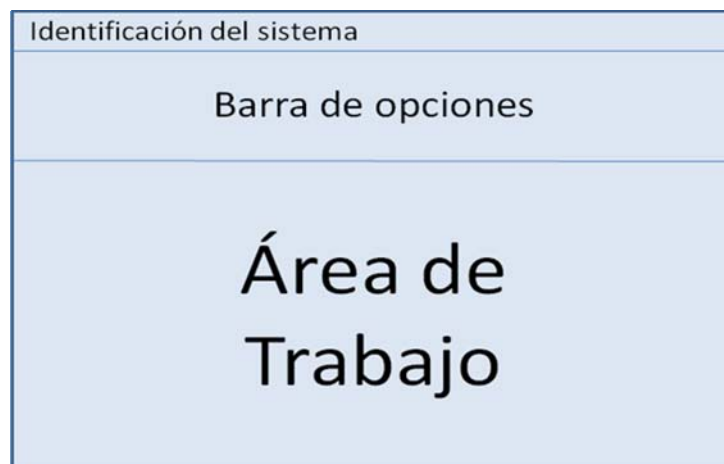 Identificación del sistema
Barra de opciones
Área de
Trabajo